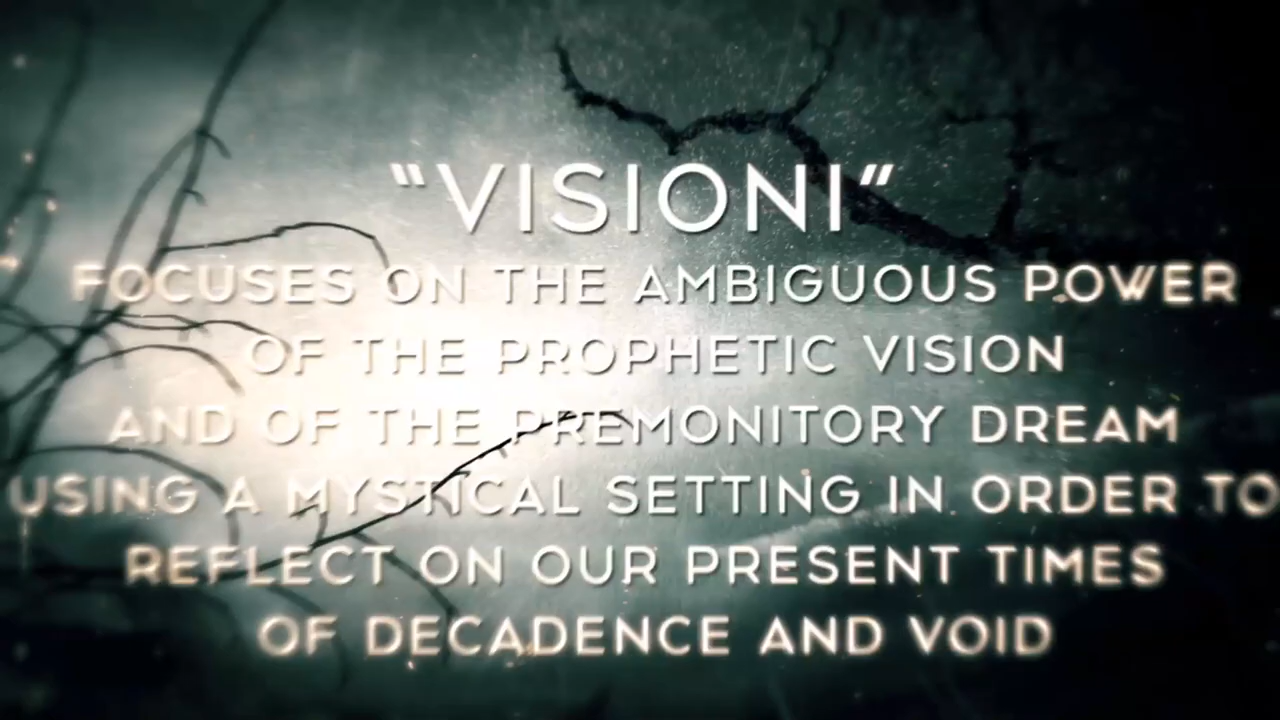 "VISIONI"
FOCUSES ON THE AMBIGUOUS POWER
OF THE PROPHETIC VISION
AND OF THE PREMONITORY DREAM
USING A MYSTICAL SETTING IN ORDER TO
REFLECT ON OUR PRESENT TIMES
OF DECADENCE AND VOID